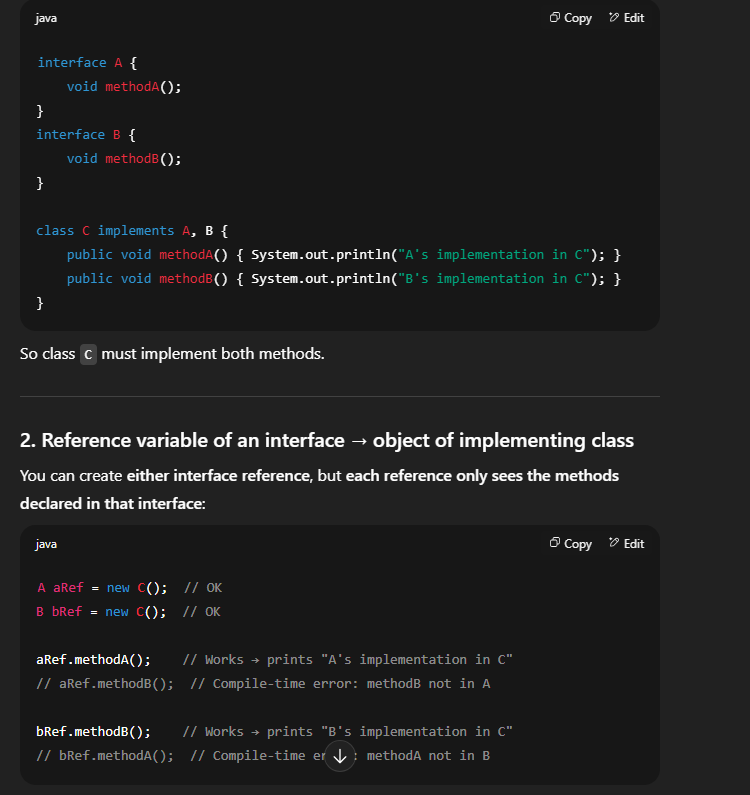 java
Copy
Edit
interface A {
    void methodA();
}
interface B {
    void methodB();
}

class C implements A, B {
    public void methodA() { System.out.println("A's implementation in C"); }
    public void methodB() { System.out.println("B's implementation in C"); }
}
So class C must implement both methods.
2. Reference variable of an interface → object of implementing class
You can create either interface reference, but each reference only sees the methods
declared in that interface:
java
Copy
Edit
A aRef = new C();  // OK
B bRef = new C();  // OK

aRef.methodA();    // Works → prints "A's implementation in C"
// aRef.methodB();  // Compile-time error: methodB not in A

bRef.methodB();    // Works → prints "B's implementation in C"
// bRef.methodA();  // Compile-time : methodA not in B